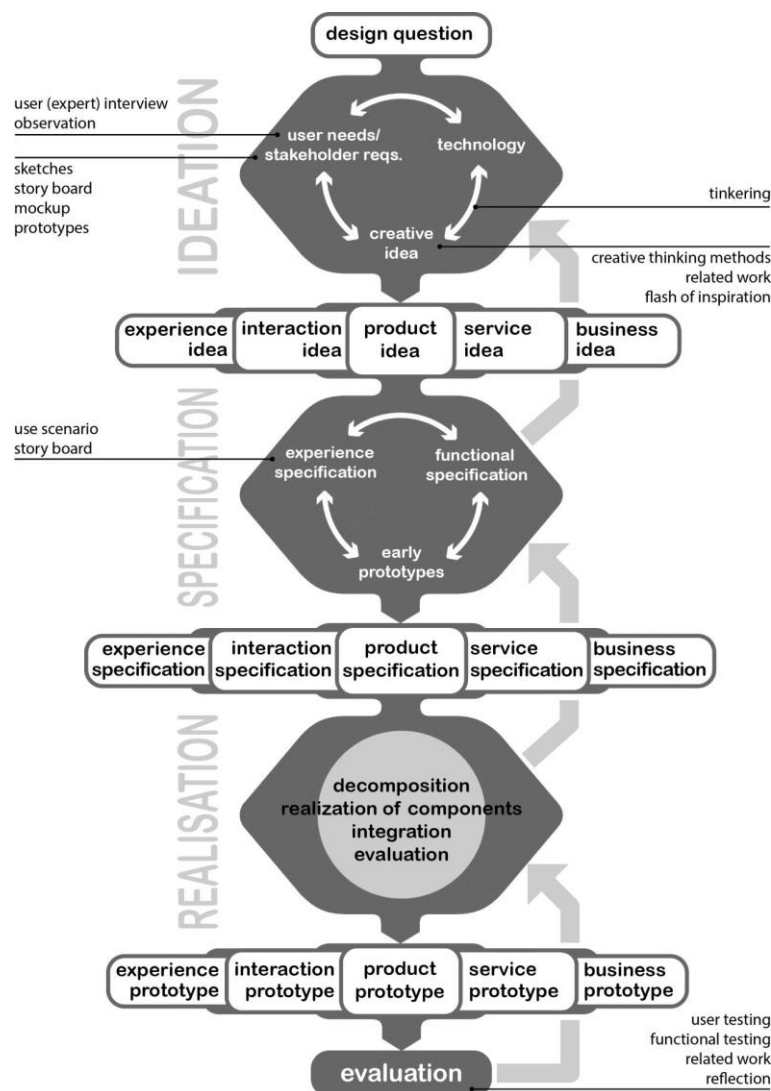 design question
IDEATION
user (expert) interview
observation
sketches
story board
mockup
prototypes
user needs/
stakeholder reqs.
technology
creative
idea
tinkering
creative thinking methods
related work
flash of inspiration
experience
idea
interaction
idea
product
idea
service
idea
business
idea
SPECIFICATION
use scenario
story board
experience
specification
functional
specification
early
prototypes
experience
specification
interaction
specification
product
specification
service
specification
business
specification
REALISATION
decomposition
realization of components
integration
evaluation
experience
prototype
interaction
prototype
product
prototype
service
prototype
business
prototype
evaluation
user testing
functional testing
related work
reflection